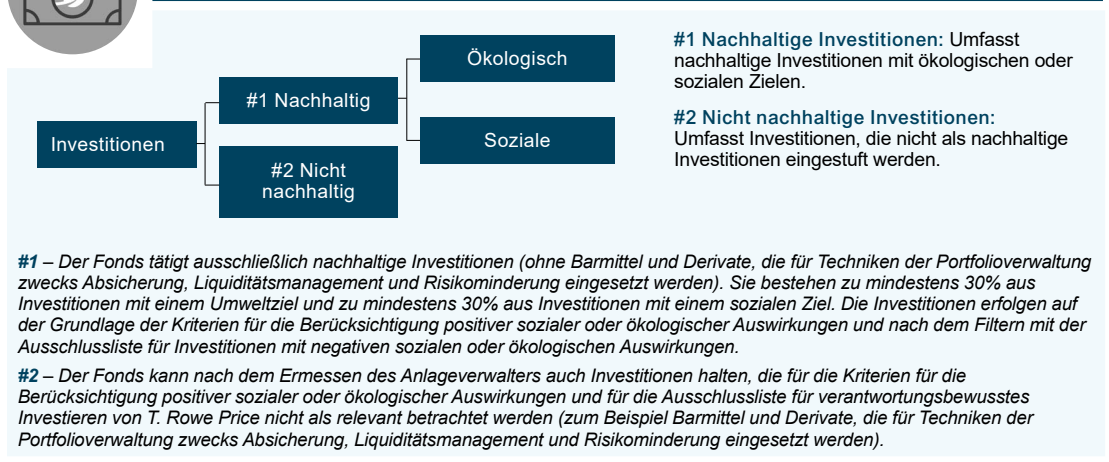 Investitionen
#1 Nachhaltig
#2 Nicht
nachhaltig
Ökologisch
Soziale
#1 Nachhaltige Investitionen: Umfasst
nachhaltige Investitionen mit ökologischen oder
sozialen Zielen.
#2 Nicht nachhaltige Investitionen:
Umfasst Investitionen, die nicht als nachhaltige
Investitionen eingestuft werden.
#1 – Der Fonds tätigt ausschließlich nachhaltige Investitionen (ohne Barmittel und Derivate, die für Techniken der Portfolioverwaltung
zwecks Absicherung, Liquiditätsmanagement und Risikominderung eingesetzt werden). Sie bestehen zu mindestens 30% aus
Investitionen mit einem Umweltziel und zu mindestens 30% aus Investitionen mit einem sozialen Ziel. Die Investitionen erfolgen auf
der Grundlage der Kriterien für die Berücksichtigung positiver sozialer oder ökologischer Auswirkungen und nach dem Filtern mit der
Ausschlussliste für Investitionen mit negativen sozialen oder ökologischen Auswirkungen.
#2 – Der Fonds kann nach dem Ermessen des Anlageverwalters auch Investitionen halten, die für die Kriterien für die
Berücksichtigung positiver sozialer oder ökologischer Auswirkungen und für die Ausschlussliste für verantwortungsbewusstes
Investieren von T. Rowe Price nicht als relevant betrachtet werden (zum Beispiel Barmittel und Derivate, die für Techniken der
Portfolioverwaltung zwecks Absicherung, Liquiditätsmanagement und Risikominderung eingesetzt werden).